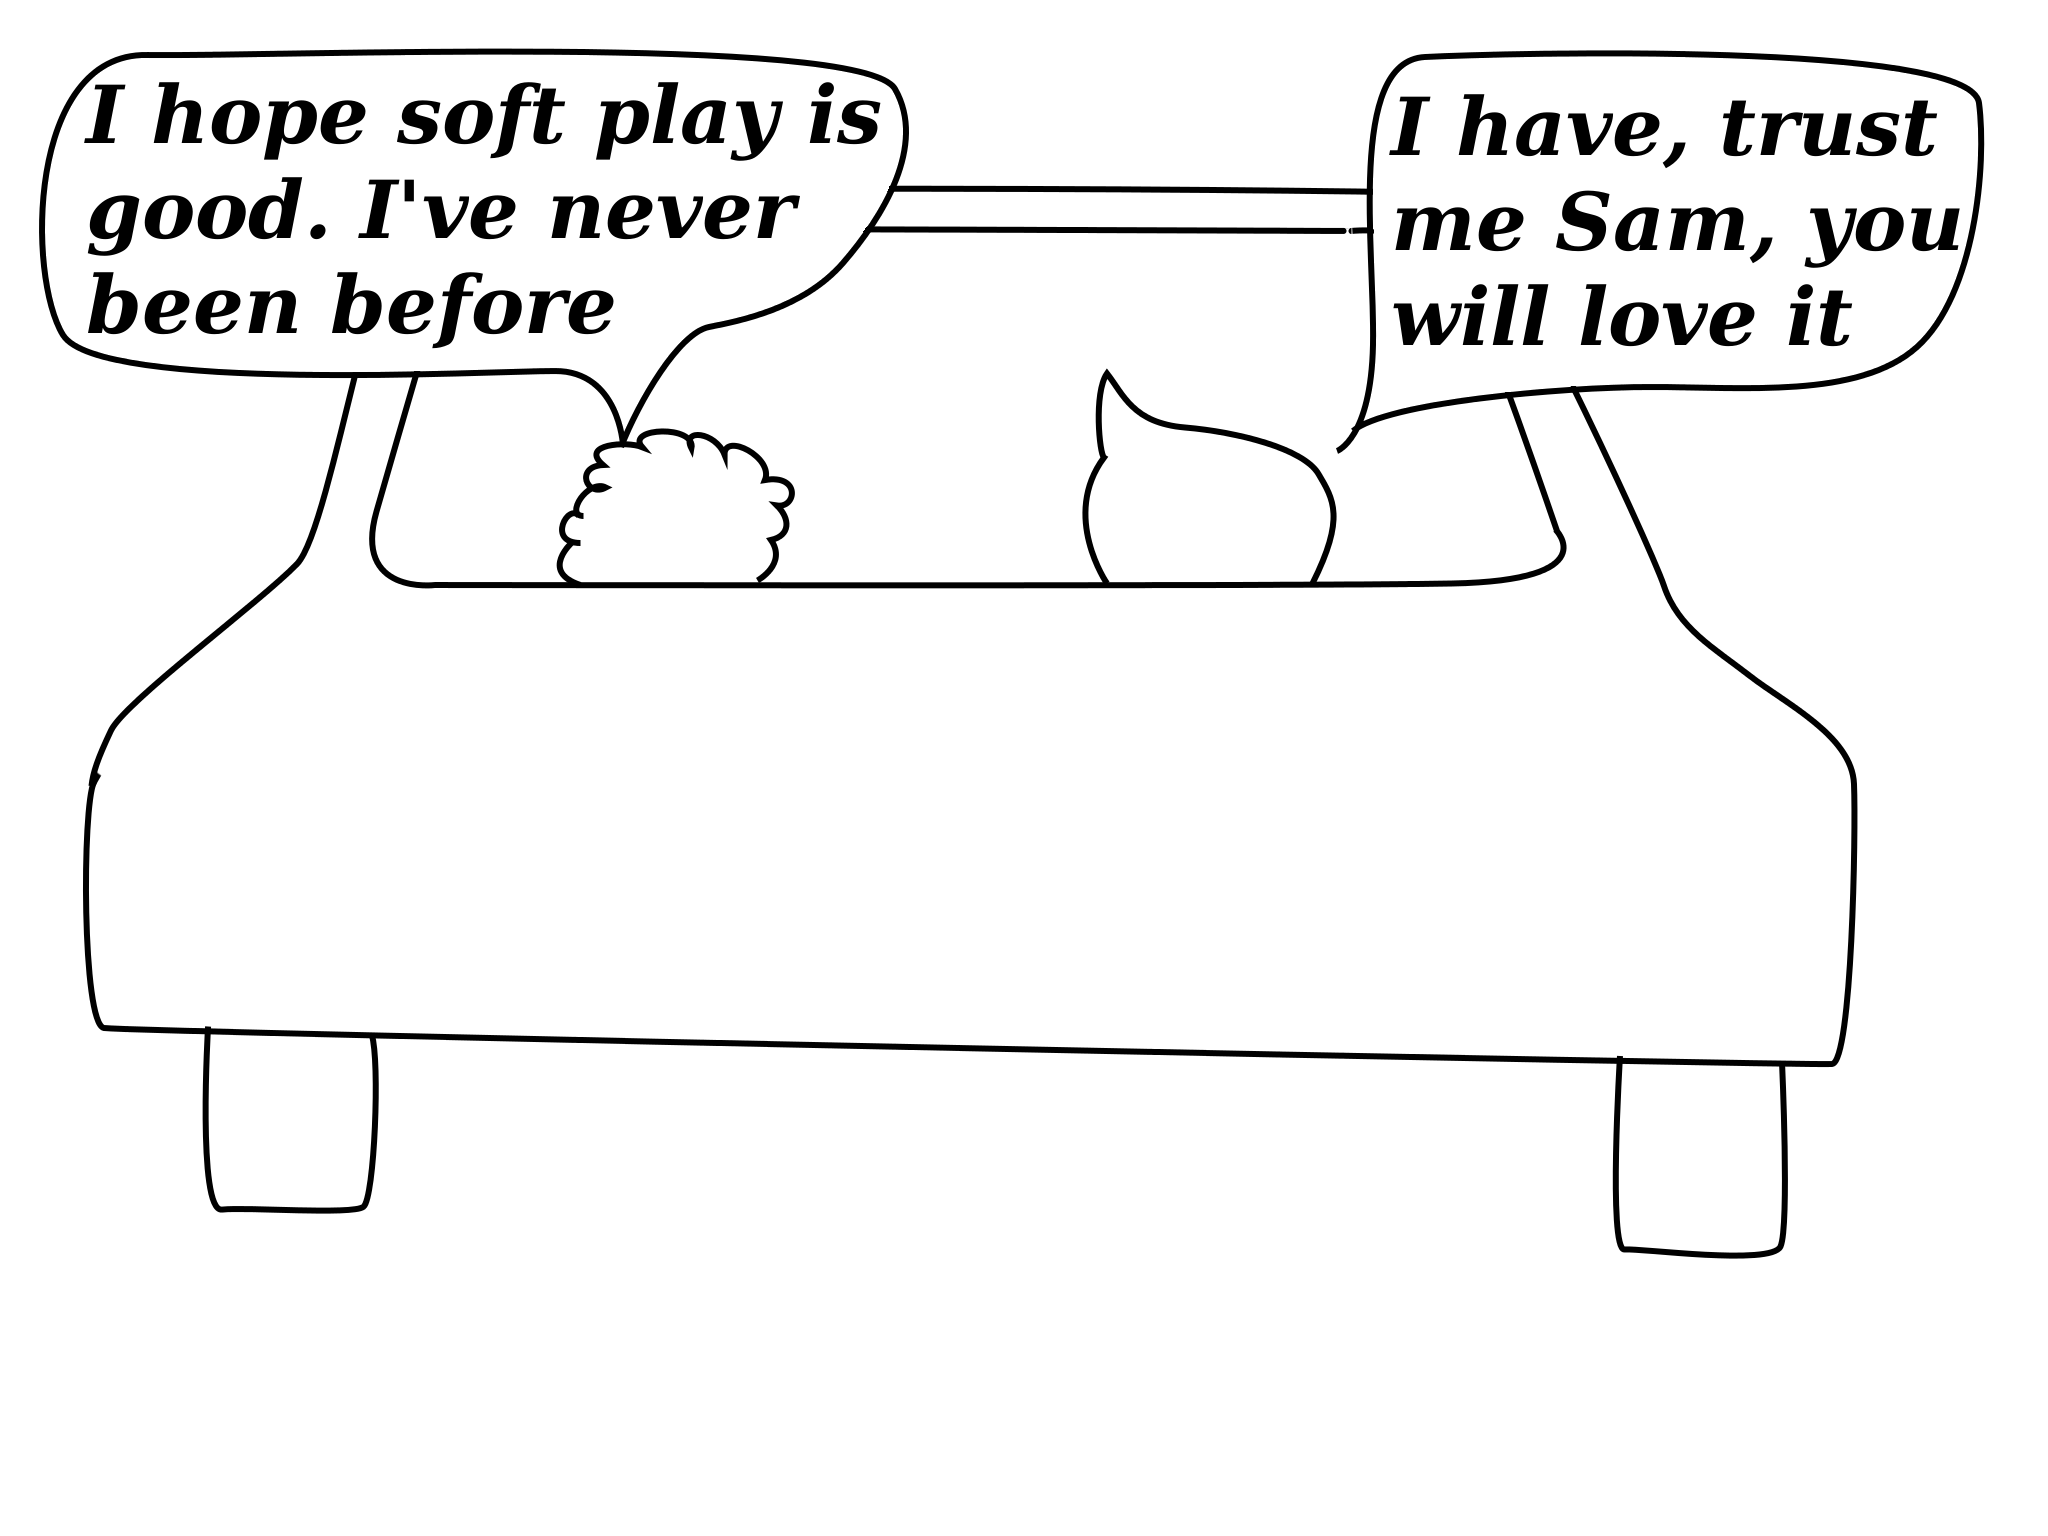 I hope soft play is
good. I've never
been before
I have, trust
me Sam, you
will love it